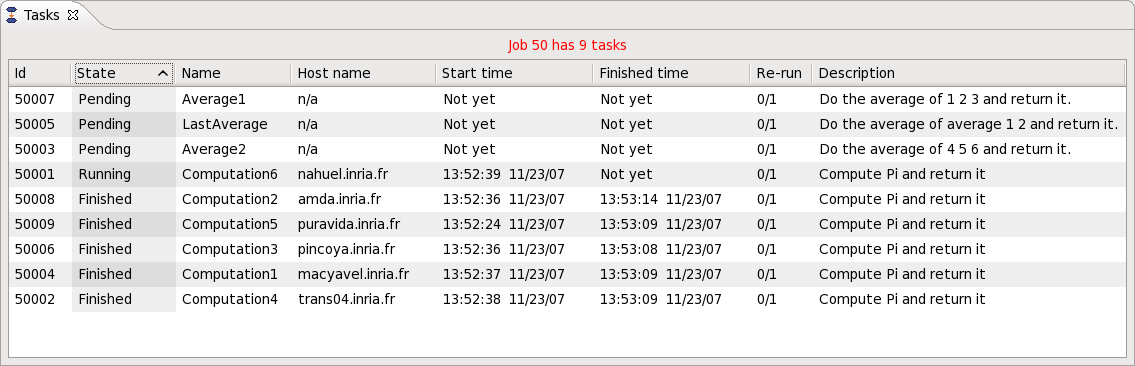 Tasks
Job 50 has 9 tasks
Id State Name Host name Start time Finished time Re-run Description
50007 Pending Average1 n/a Not yet Not yet 0/1 Do the average of 1 2 3 and return it.
50005 Pending LastAverage n/a Not yet Not yet 0/1 Do the average of average 1 2 and return it.
50003 Pending Average2 n/a Not yet Not yet 0/1 Do the average of 4 5 6 and return it.
50001 Running Computation6 nahuel.inria.fr 13:52:39 11/23/07 Not yet 0/1 Compute Pi and return it
50008 Finished Computation2 amda.inria.fr 13:52:36 11/23/07 13:53:14 11/23/07 0/1 Compute Pi and return it
50009 Finished Computation5 puravida.inria.fr 13:52:24 11/23/07 13:53:09 11/23/07 0/1 Compute Pi and return it
50006 Finished Computation3 pincoya.inria.fr 13:52:36 11/23/07 13:53:08 11/23/07 0/1 Compute Pi and return it
50004 Finished Computation1 macyavel.inria.fr 13:52:37 11/23/07 13:53:09 11/23/07 0/1 Compute Pi and return it
50002 Finished Computation4 trans04.inria.fr 13:52:38 11/23/07 13:53:09 11/23/07 0/1 Compute Pi and return it